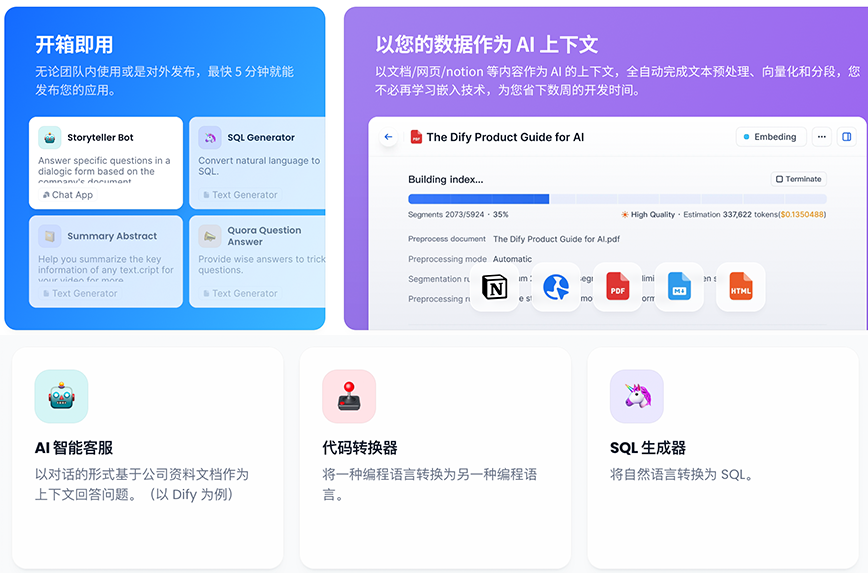 开箱即用
无论团队内使用或是对外发布，最快 5 分钟就能
发布您的应用。
Storyteller Bot
Answer specific questions in a
dialogic form based on the
company's document
Chat App
SQL Generator
Convert natural language to
SQL.
Text Generator
Summary Abstract
Help you summarize the key
information of any text.cript for
your video for more
Text Generator
Quora Question
Answer
Provide wise answers to trick
questions.
Text Generator
以您的数据作为 AI 上下文
以文档/网页/notion 等内容作为 AI 的上下文，全自动完成文本预处理、向量化和分段，您
不必再学习嵌入技术，为您省下数周的开发时间。
PDF
The Dify Product Guide for AI
Embeding
Building index...
Terminate
Segments 2073/5924 · 35%
High Quality · Estimation 337,622 tokens($0.1350488)
Preprocess document The Dify Product Guide for AI.pdf
Preprocessing mode Automatic
Segmentation
Preprocessing
N
PDF
M
HTML
AI 智能客服
以对话的形式基于公司资料文档作为
上下文回答问题。（以 Dify 为例）
代码转换器
将一种编程语言转换为另一种编程语
言。
SQL 生成器
将自然语言转换为 SQL。